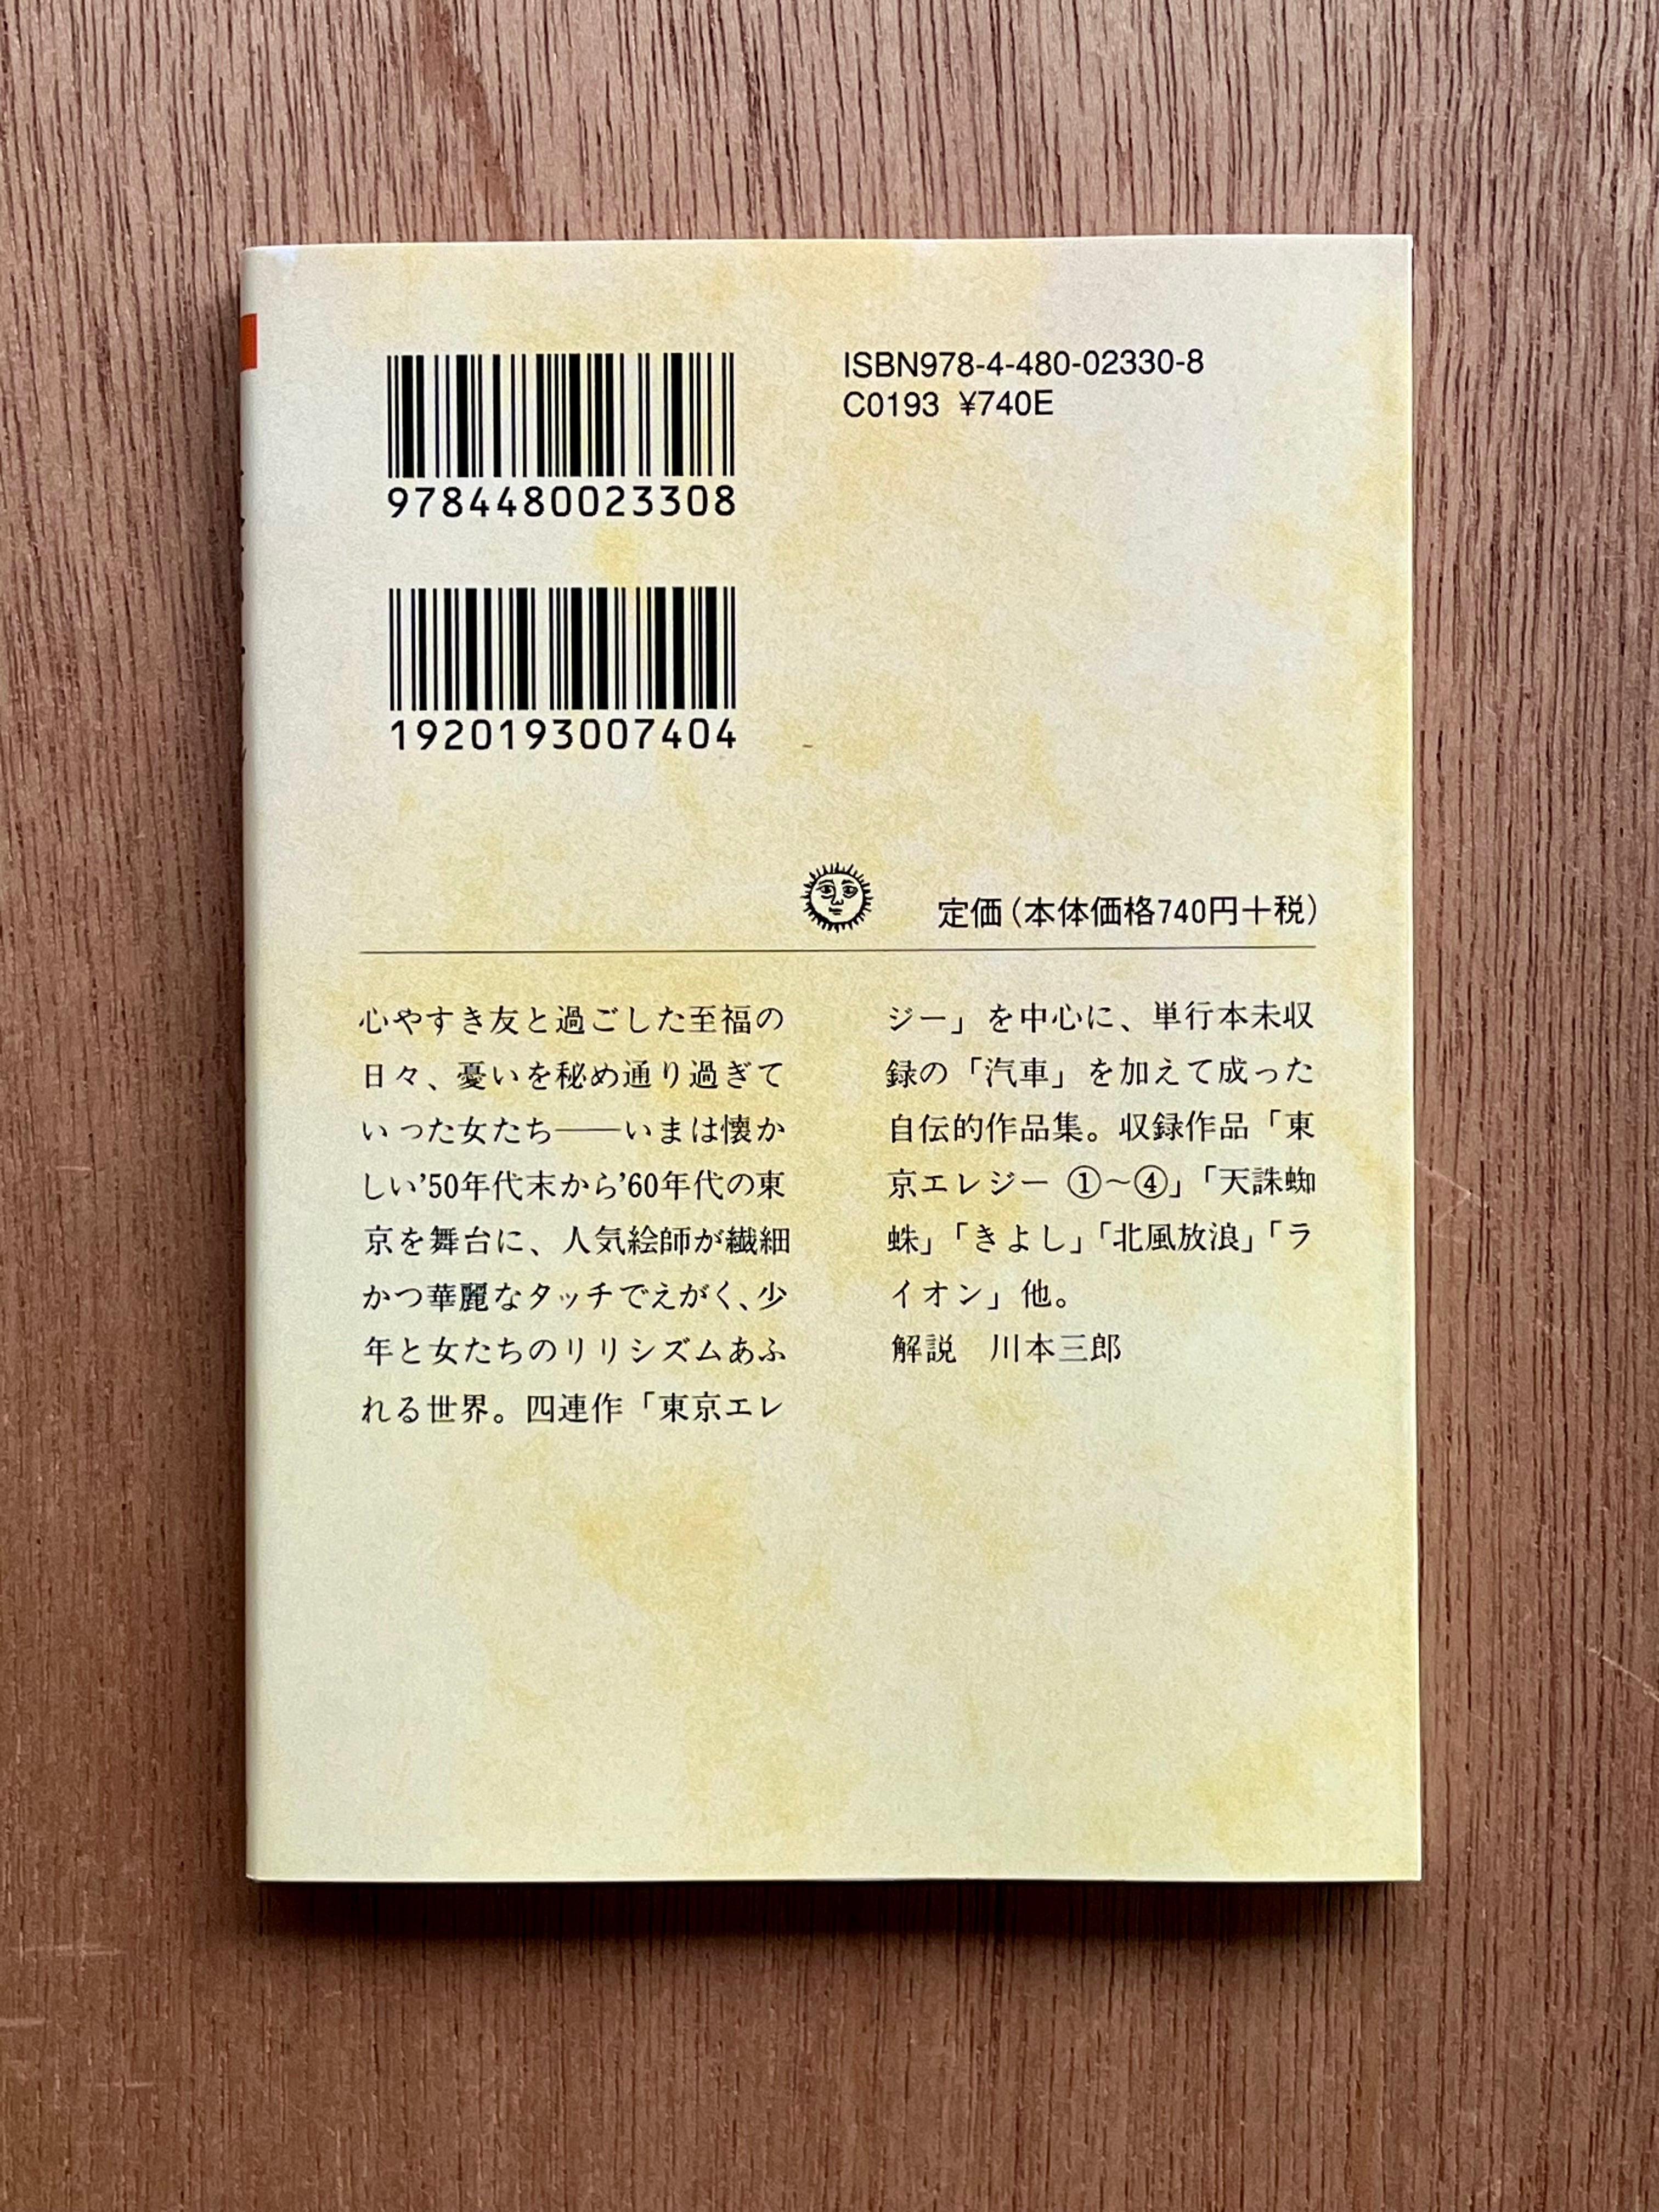 9784480023308
ISBN978-4-480-02330-8
C0193 ¥740E
1920193007404
定価（本体価格740円＋税）
心やすき友と過ごした至福の
日々、憂いを秘め通り過ぎて
いった女たち――いまは懐か
しい’50年代末から’60年代の東
京を舞台に、人気絵師が繊細
かつ華麗なタッチでえがく、少
年と女たちのリリシズムあふ
れる世界。四連作「東京エレ
ジー」を中心に、単行本未収
録の「汽車」を加えて成った
自伝的作品集。収録作品「東
京エレジー ①～④」「天誅蜘
蛛」「きよし」「北風放浪」「ラ
イオン」他。
解説　川本三郎